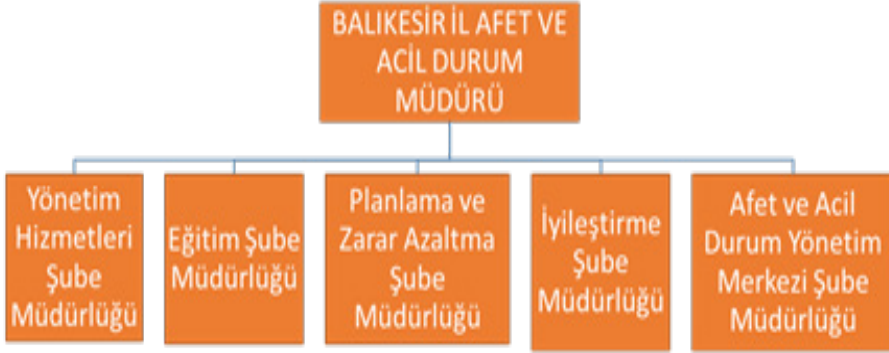 BALIKESİR İL AFET VE
ACİL DURUM
MÜDÜRÜ
Yönetim
Hizmetleri
Şube
Müdürlüğü
Eğitim Şube
Müdürlüğü
Planlama ve
Zarar Azaltma
Şube
Müdürlüğü
İyileştirme
Şube
Müdürlüğü
Afet ve Acil
Durum Yönetim
Merkezi Şube
Müdürlüğü